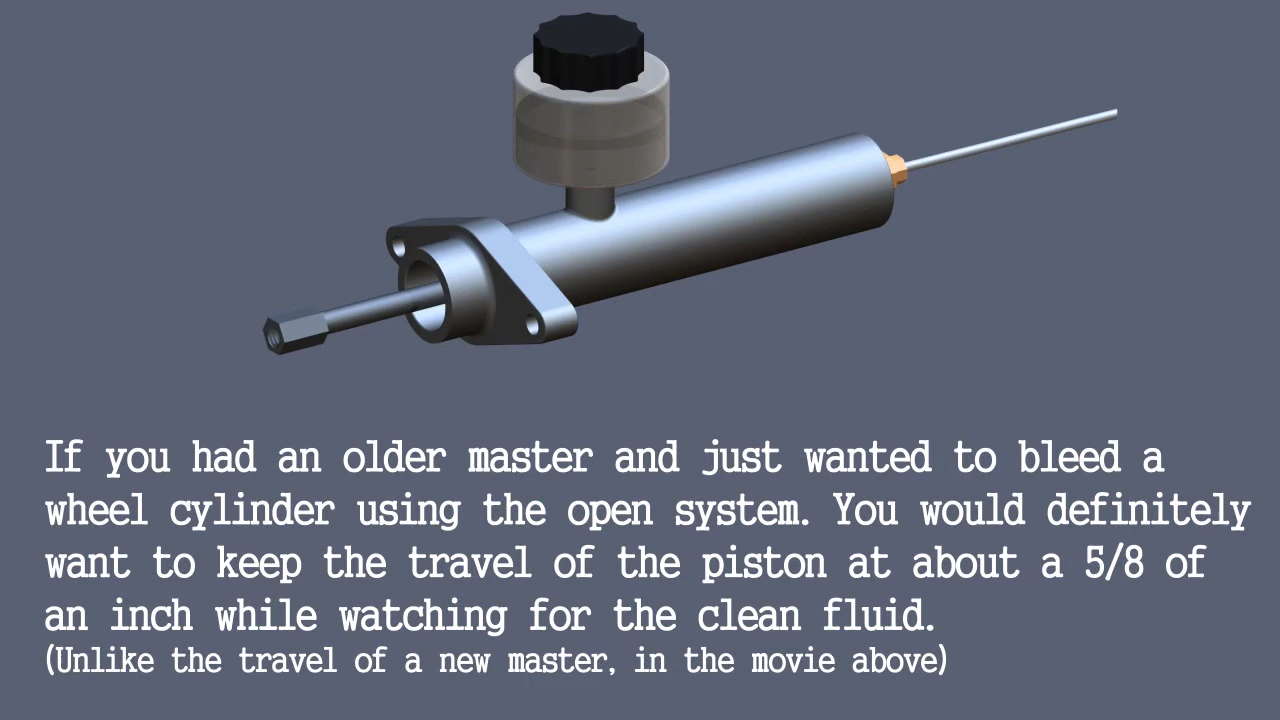 If you had an older master and just wanted to bleed a
wheel cylinder using the open system. You would definitely
want to keep the travel of the piston at about a 5/8 of
an inch while watching for the clean fluid.
(Unlike the travel of a new master, in the movie above)